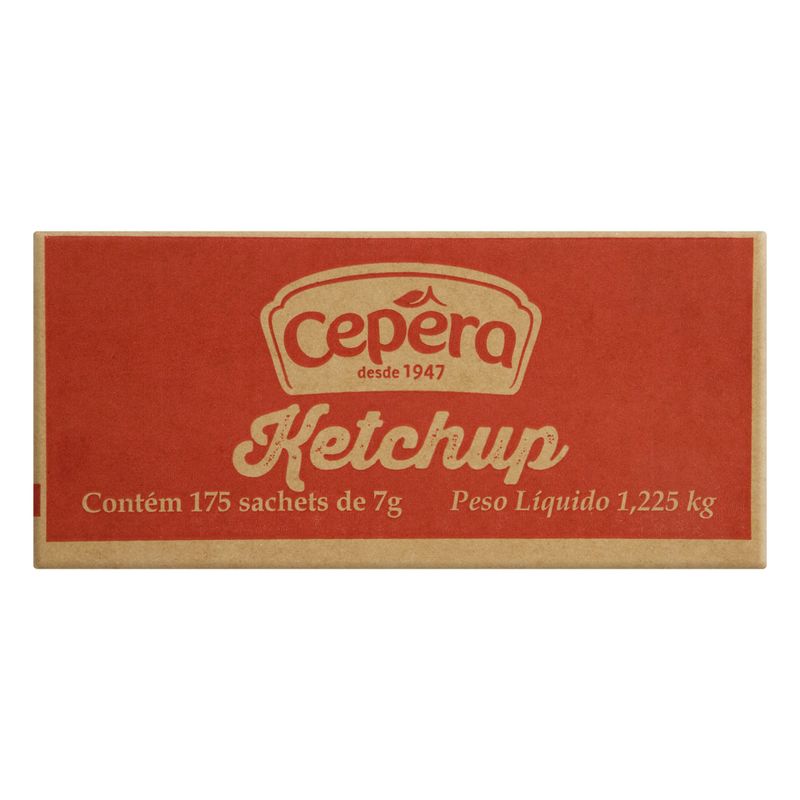 Cepêra
desde 1947
Ketchup
Contém 175 sachets de 7g Peso Líquido 1,225 kg